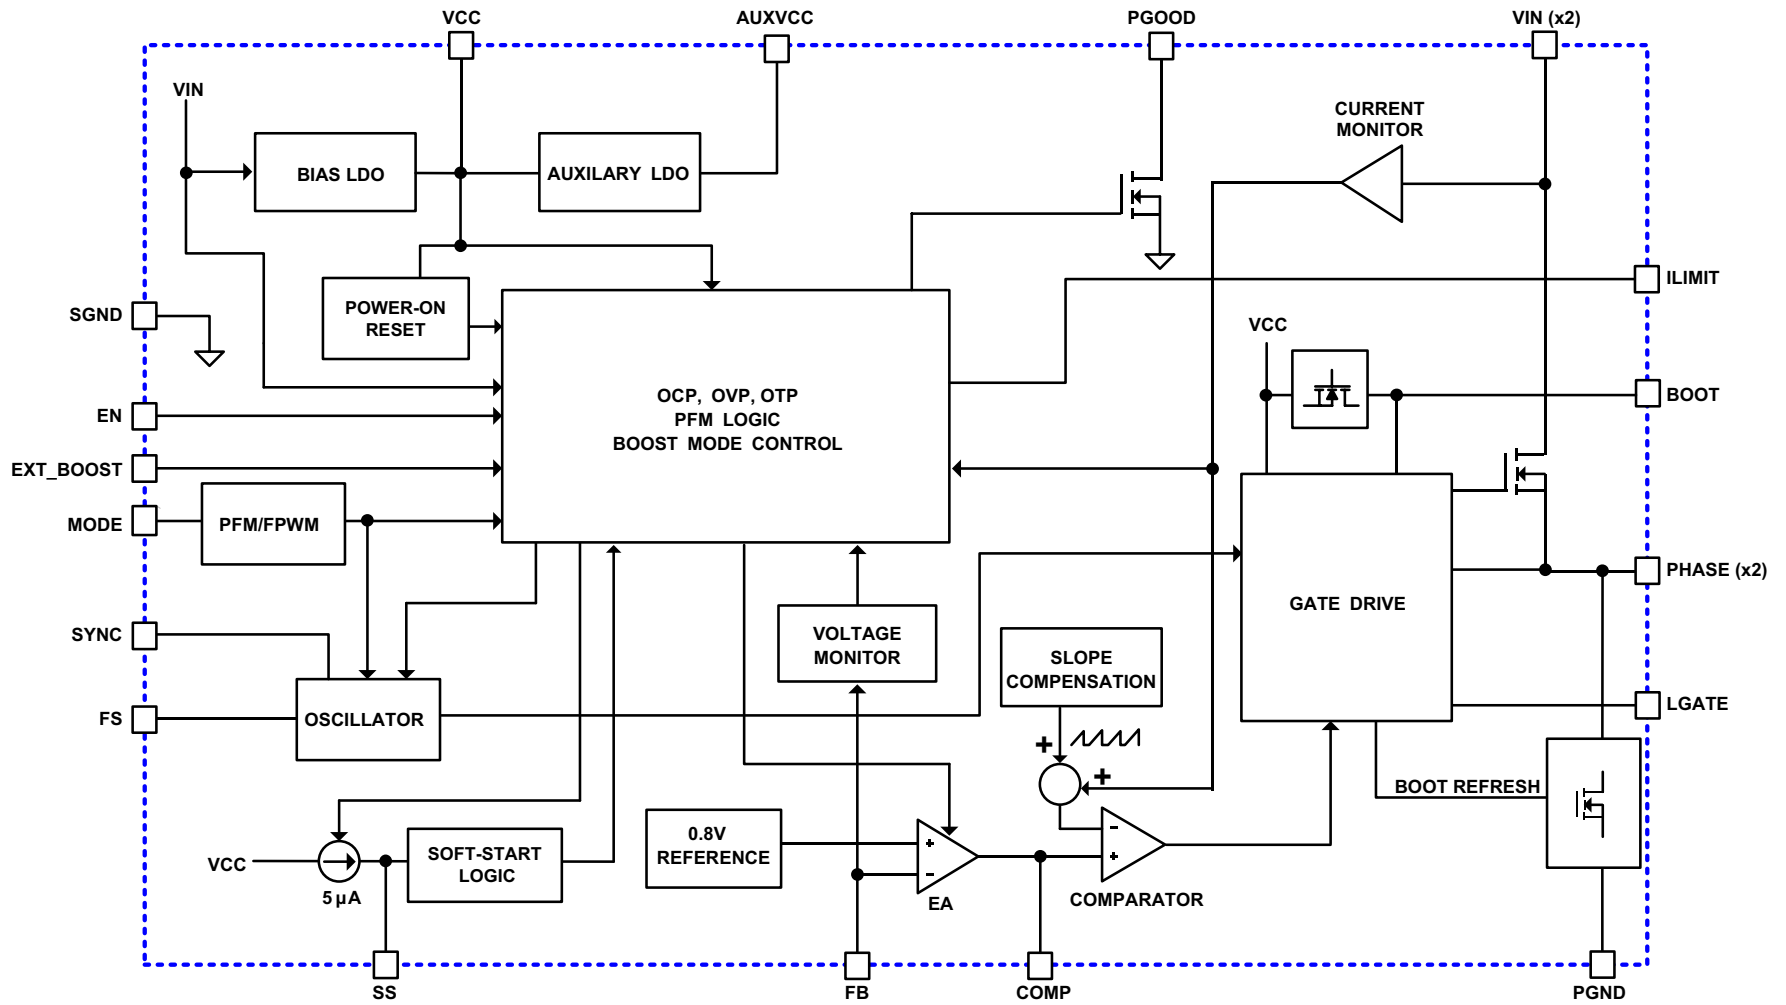 VCC
AUXVCC
PGOOD
VIN (x2)
VIN
CURRENT
MONITOR
BIAS LDO
AUXILARY LDO
SGND
POWER-ON
RESET
ILIMIT
VCC
OCP, OVP, OTP
PFM LOGIC
BOOST MODE CONTROL
BOOT
EN
EXT_BOOST
MODE
PFM/FPWM
PHASE (x2)
GATE DRIVE
SYNC
VOLTAGE
MONITOR
SLOPE
COMPENSATION
FS
OSCILLATOR
LGATE
+
+
BOOT REFRESH
0.8V
REFERENCE
+
-
-
+
VCC
SOFT-START
LOGIC
5 µA
EA
COMPARATOR
SS
FB
COMP
PGND